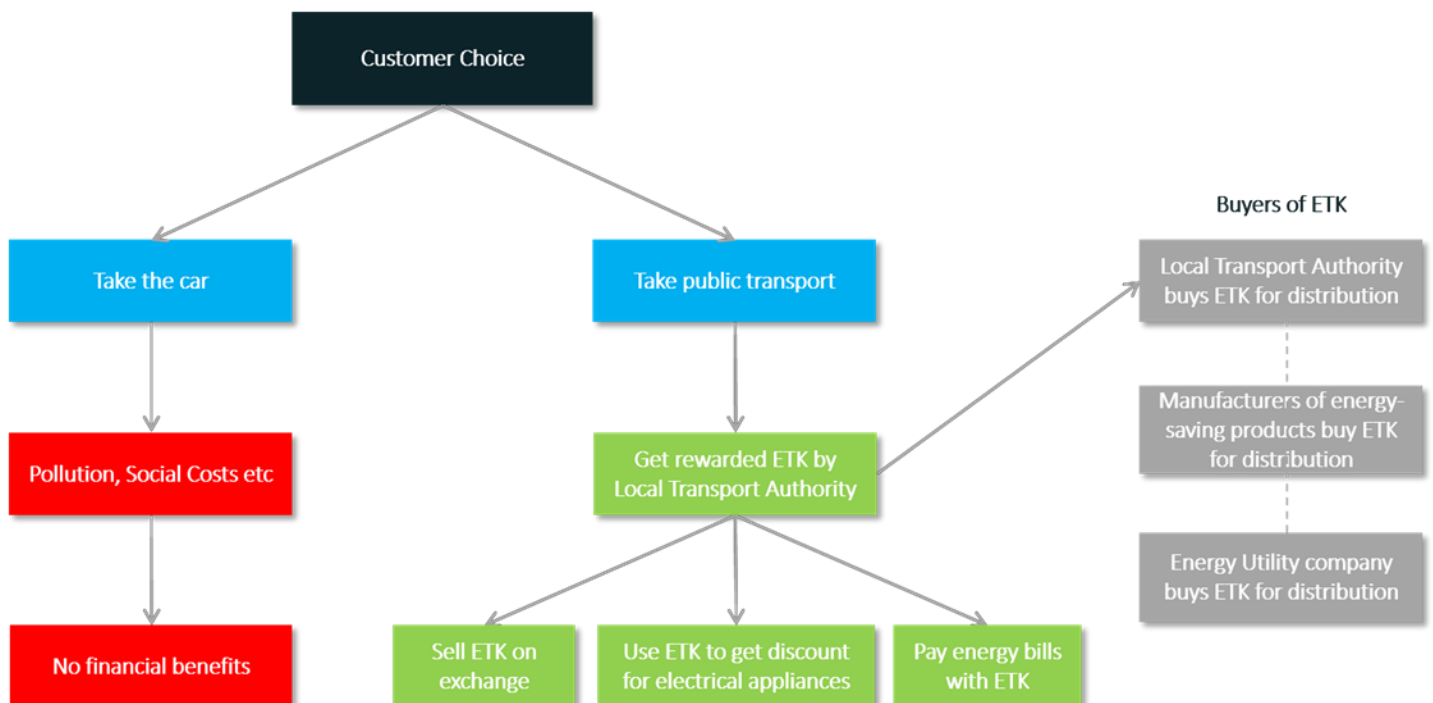 Customer Choice
Buyers of ETK
Take the car
Take public transport
Local Transport Authority
buys ETK for distribution
Manufacturers of energy-
saving products buy ETK
for distribution
Pollution, Social Costs etc
Get rewarded ETK by
Local Transport Authority
Energy Utility company
buys ETK for distribution
No financial benefits
Sell ETK on
exchange
Use ETK to get discount
for electrical appliances
Pay energy bills
with ETK